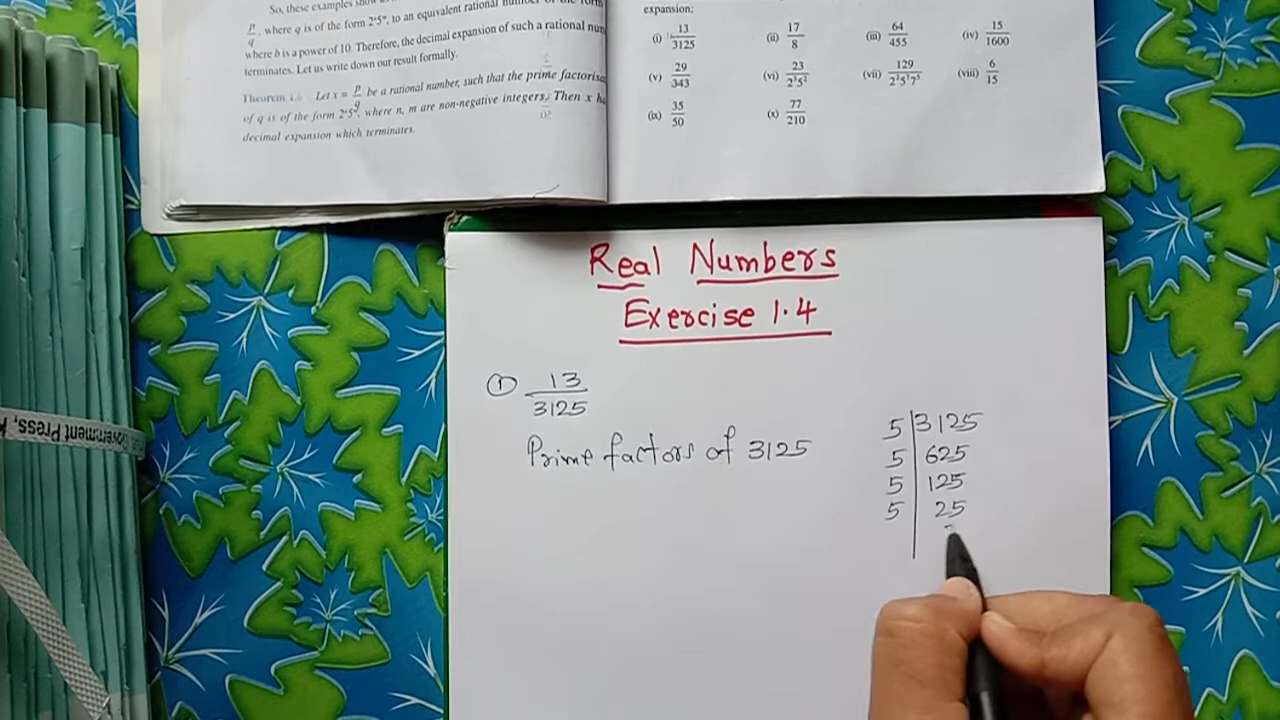 So, these examples show
p/q, where q is of the form 2ⁿ5ᵐ, to an equivalent rational number of the form
where b is a power of 10. Therefore, the decimal expansion of such a rational
terminates. Let us write down our result formally.
Theorem 1.6 Let x = p/q be a rational number, such that the prime
of q is of the form 2ⁿ5ᵐ, where n, m are non-negative integers. Then x
decimal expansion which terminates.
expansion:
(i) 13/3125 (ii) 17/8 (iii) 64/455 (iv) 15/1600
(v) 29/343 (vi) 23/2³5² (vii) 129/2²5⁷7⁵ (viii) 6/15
(ix) 35/50 (x) 77/210
Government Press,
Real Numbers
Exercise 1.4
① 13/3125
Prime factors of 3125
5 3125
5 625
5 125
5 25